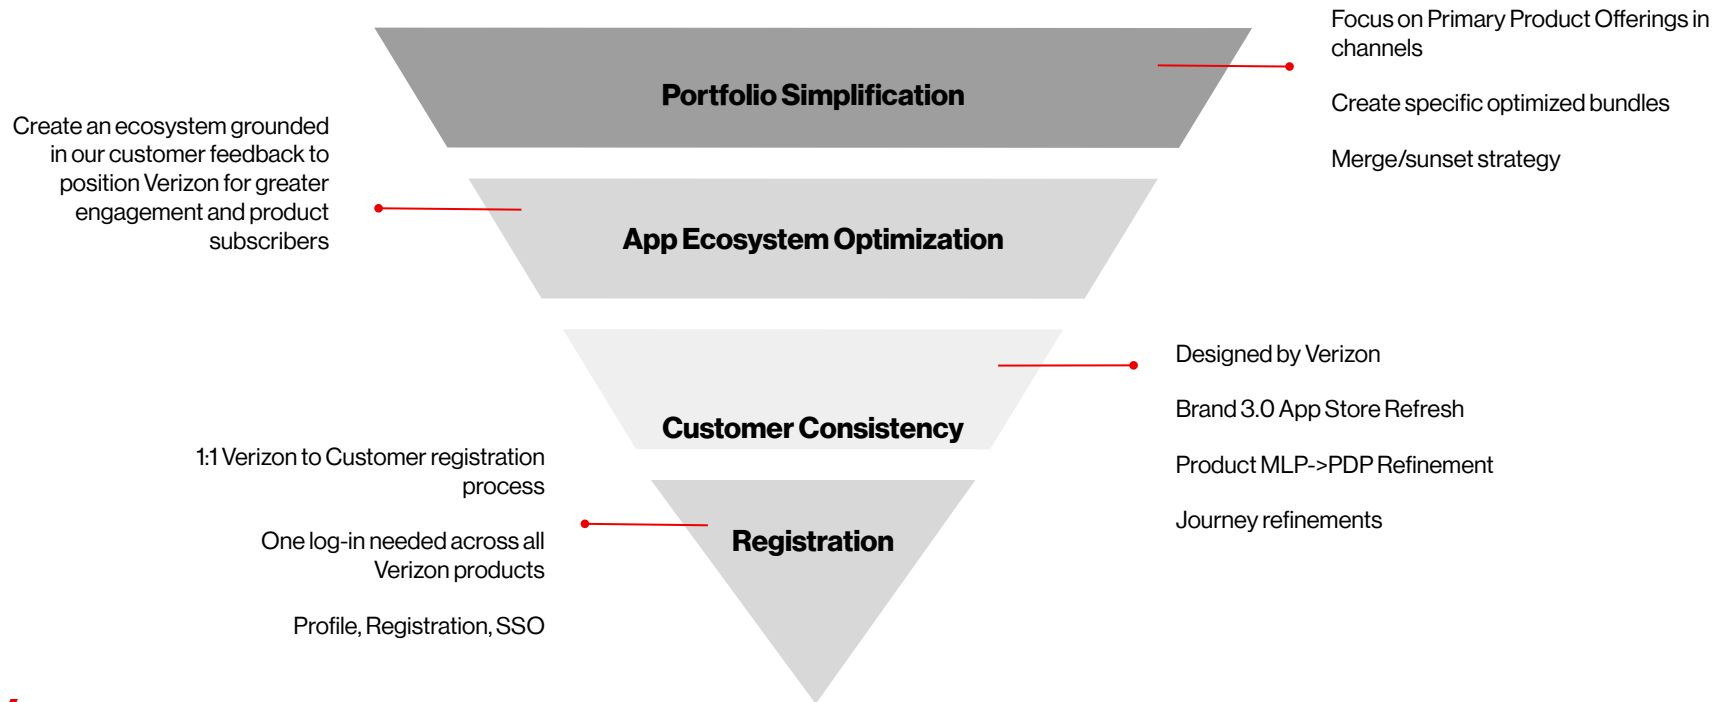 Portfolio Simplification
Focus on Primary Product Offerings in
channels
Create specific optimized bundles
Merge/sunset strategy
Create an ecosystem grounded
in our customer feedback to
position Verizon for greater
engagement and product
subscribers
App Ecosystem Optimization
Customer Consistency
Designed by Verizon
Brand 3.0 App Store Refresh
Product MLP->PDP Refinement
Journey refinements
1:1 Verizon to Customer registration
process
One log-in needed across all
Verizon products
Profile, Registration, SSO
Registration